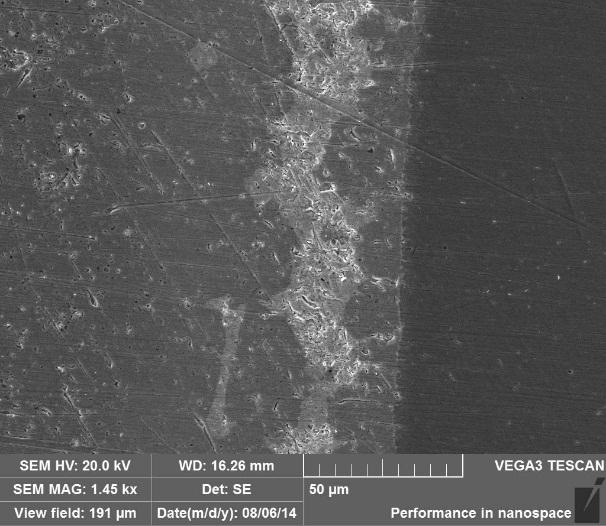 SEM HV: 20.0 kV WD: 16.26 mm VEGA3 TESCAN
SEM MAG: 1.45 kx Det: SE 50 µm
View field: 191 µm Date(m/d/y): 08/06/14 Performance in nanospace